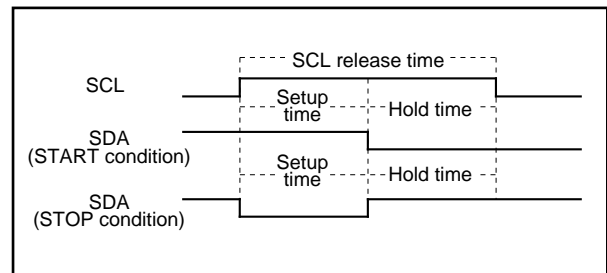 SCL release time
SCL
Setup
time
Hold time
SDA
(START condition)
Setup
time
Hold time
SDA
(STOP condition)